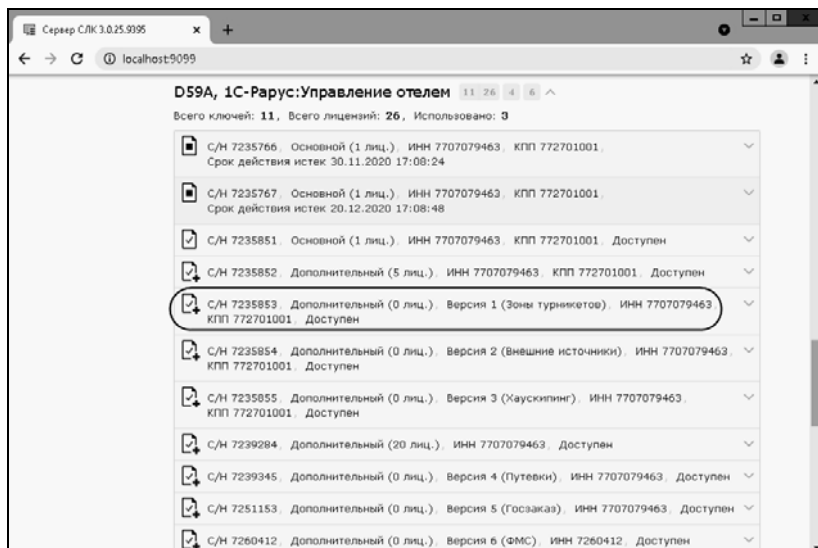 Сервер СЛК 3.0.25.9395
localhost:9099
D59A, 1С-Рарус:Управление отелем 11 26 4 6
Всего ключей: 11, Всего лицензий: 26, Использовано: 3
С/Н 7235766, Основной (1 лиц.), ИНН 7707079463, КПП 772701001,
Срок действия истек 30.11.2020 17:08:24
С/Н 7235767, Основной (1 лиц.), ИНН 7707079463, КПП 772701001,
Срок действия истек 20.12.2020 17:08:48
С/Н 7235851, Основной (1 лиц.), ИНН 7707079463, КПП 772701001, Доступен
С/Н 7235852, Дополнительный (5 лиц.), ИНН 7707079463, КПП 772701001, Доступен
С/Н 7235853, Дополнительный (0 лиц.), Версия 1 (Зоны турникетов), ИНН 7707079463,
КПП 772701001, Доступен
С/Н 7235854, Дополнительный (0 лиц.), Версия 2 (Внешние источники), ИНН 7707079463,
КПП 772701001, Доступен
С/Н 7235855, Дополнительный (0 лиц.), Версия 3 (Хаускипинг), ИНН 7707079463,
КПП 772701001, Доступен
С/Н 7239284, Дополнительный (20 лиц.), ИНН 7707079463, Доступен
С/Н 7239345, Дополнительный (0 лиц.), Версия 4 (Путевки), ИНН 7707079463, Доступен
С/Н 7251153, Дополнительный (0 лиц.), Версия 5 (Госзаказ), ИНН 7707079463, Доступен
С/Н 7260412, Дополнительный (0 лиц.), Версия 6 (ФМС), ИНН 7260412, Доступен